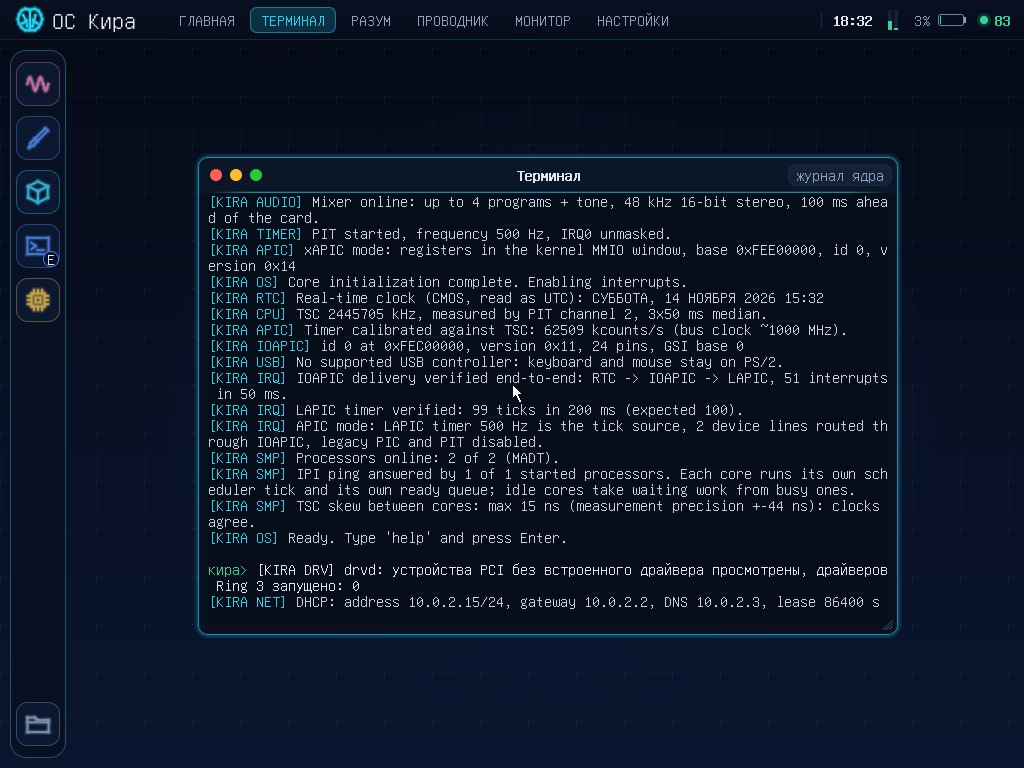 ОС Кира
ГЛАВНАЯ
ТЕРМИНАЛ
РАЗУМ
ПРОВОДНИК
МОНИТОР
НАСТРОЙКИ
18:32
3%
83
E
Терминал
журнал ядра
[KIRA AUDIO] Mixer online: up to 4 programs + tone, 48 kHz 16-bit stereo, 100 ms ahea
d of the card.
[KIRA TIMER] PIT started, frequency 500 Hz, IRQ0 unmasked.
[KIRA APIC] xAPIC mode: registers in the kernel MMIO window, base 0xFEE00000, id 0, v
ersion 0x14
[KIRA OS] Core initialization complete. Enabling interrupts.
[KIRA RTC] Real-time clock (CMOS, read as UTC): СУББОТА, 14 НОЯБРЯ 2026 15:32
[KIRA CPU] TSC 2445705 kHz, measured by PIT channel 2, 3x50 ms median.
[KIRA APIC] Timer calibrated against TSC: 62509 kcounts/s (bus clock ~1000 MHz).
[KIRA IOAPIC] id 0 at 0xFEC00000, version 0x11, 24 pins, GSI base 0
[KIRA USB] No supported USB controller: keyboard and mouse stay on PS/2.
[KIRA IRQ] IOAPIC delivery verified end-to-end: RTC -> IOAPIC -> LAPIC, 51 interrupts
in 50 ms.
[KIRA IRQ] LAPIC timer verified: 99 ticks in 200 ms (expected 100).
[KIRA IRQ] APIC mode: LAPIC timer 500 Hz is the tick source, 2 device lines routed th
rough IOAPIC, legacy PIC and PIT disabled.
[KIRA SMP] Processors online: 2 of 2 (MADT).
[KIRA SMP] IPI ping answered by 1 of 1 started processors. Each core runs its own sch
eduler tick and its own ready queue; idle cores take waiting work from busy ones.
[KIRA SMP] TSC skew between cores: max 15 ns (measurement precision +-44 ns): clocks
agree.
[KIRA OS] Ready. Type 'help' and press Enter.
кира> [KIRA DRV] drvd: устройства PCI без встроенного драйвера просмотрены, драйверов
Ring 3 запущено: 0
[KIRA NET] DHCP: address 10.0.2.15/24, gateway 10.0.2.2, DNS 10.0.2.3, lease 86400 s